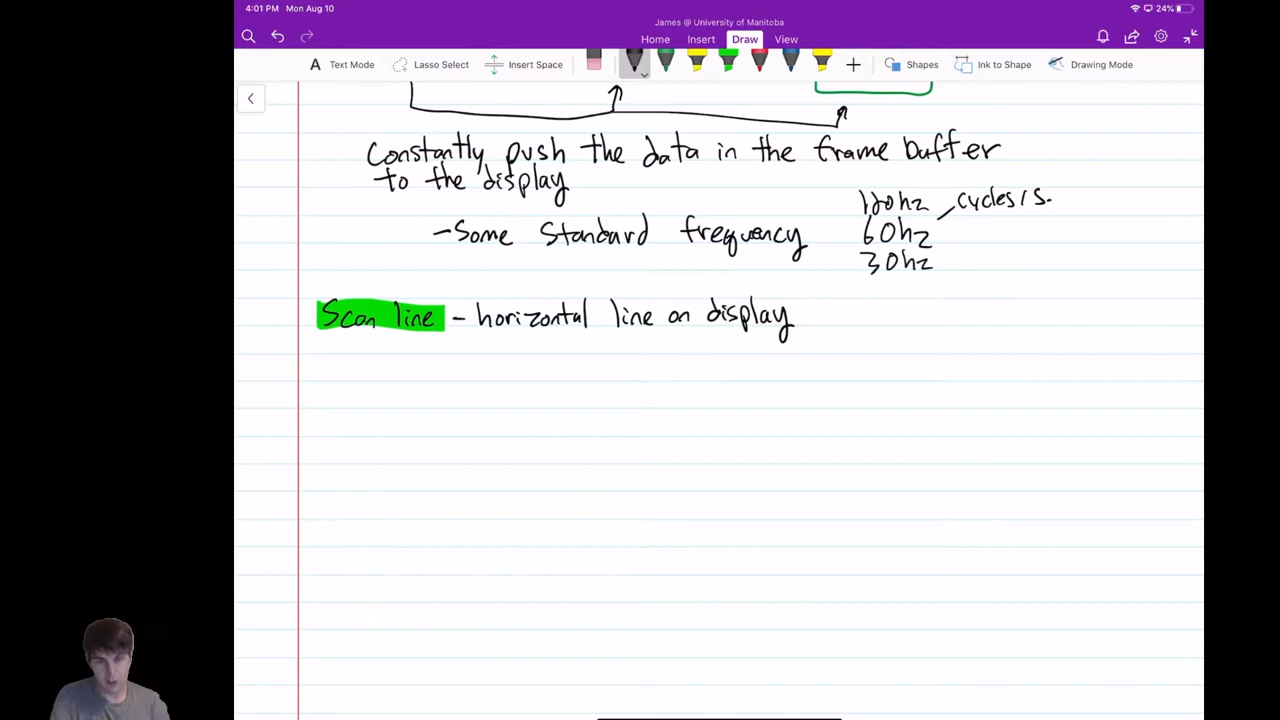 4:01 PM Mon Aug 10
24%
James @ University of Manitoba
Home Insert Draw View
A Text Mode Lasso Select Insert Space Shapes Ink to Shape Drawing Mode
Constantly push the data in the frame buffer
to the display
120hz
cycles/s.
- Some Standard frequency
60hz
30hz
Scan line - horizontal line on display